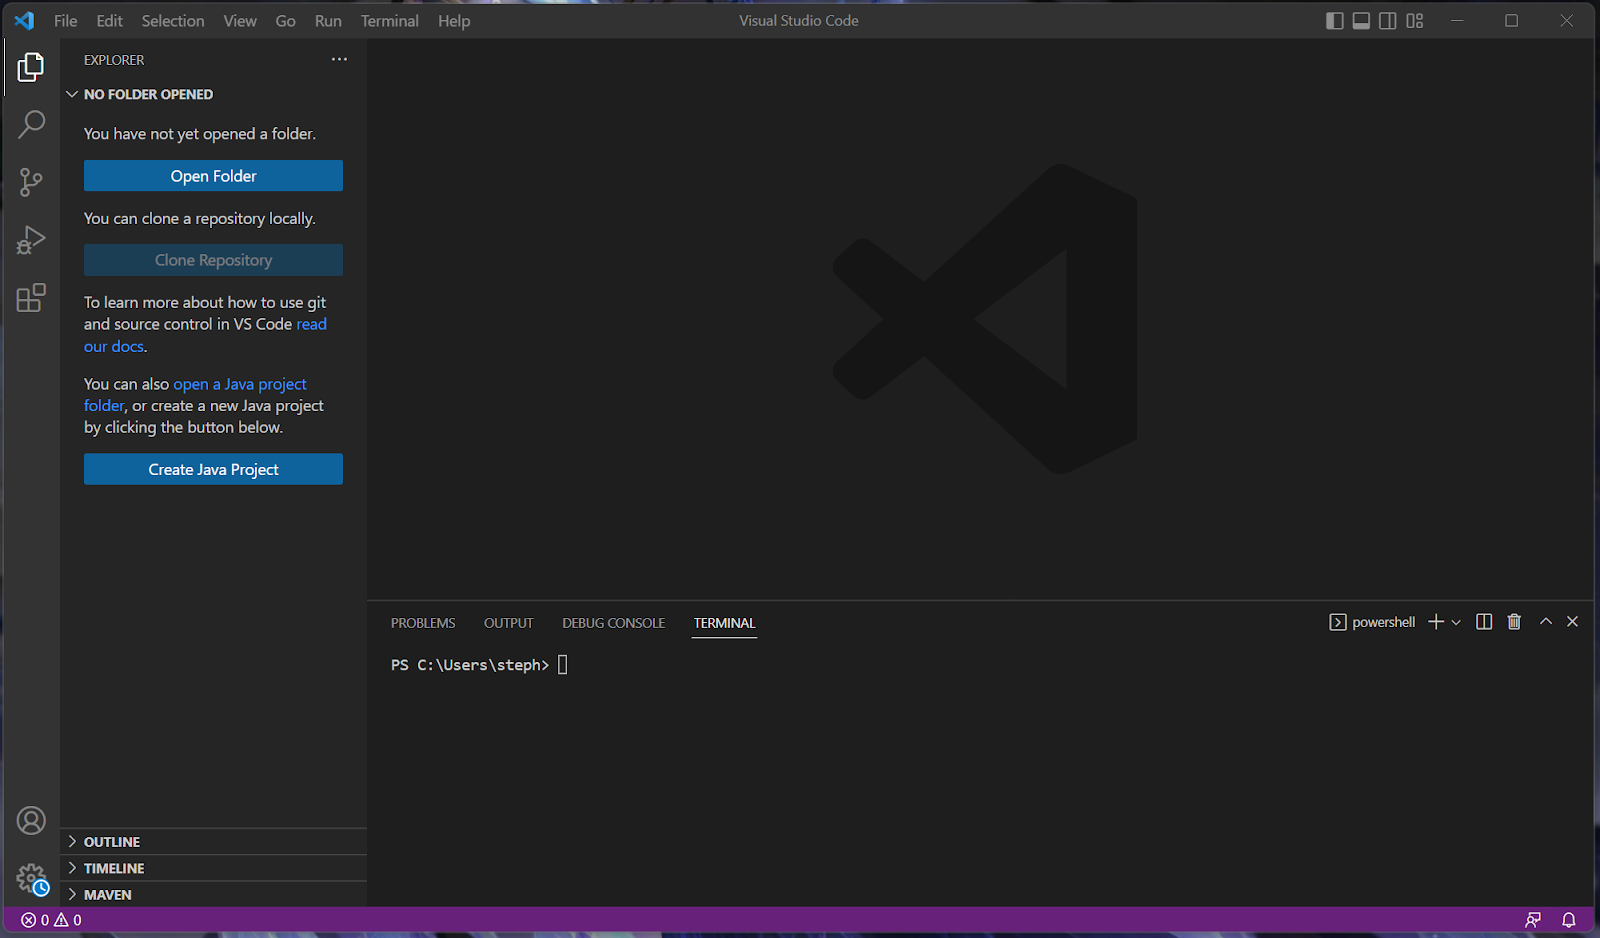 File Edit Selection View Go Run Terminal Help
Visual Studio Code
EXPLORER
NO FOLDER OPENED
You have not yet opened a folder.
Open Folder
You can clone a repository locally.
Clone Repository
To learn more about how to use git
and source control in VS Code read
our docs.
You can also open a Java project
folder, or create a new Java project
by clicking the button below.
Create Java Project
OUTLINE
TIMELINE
MAVEN
PROBLEMS OUTPUT DEBUG CONSOLE TERMINAL
powershell
PS C:\Users\steph>
0 0